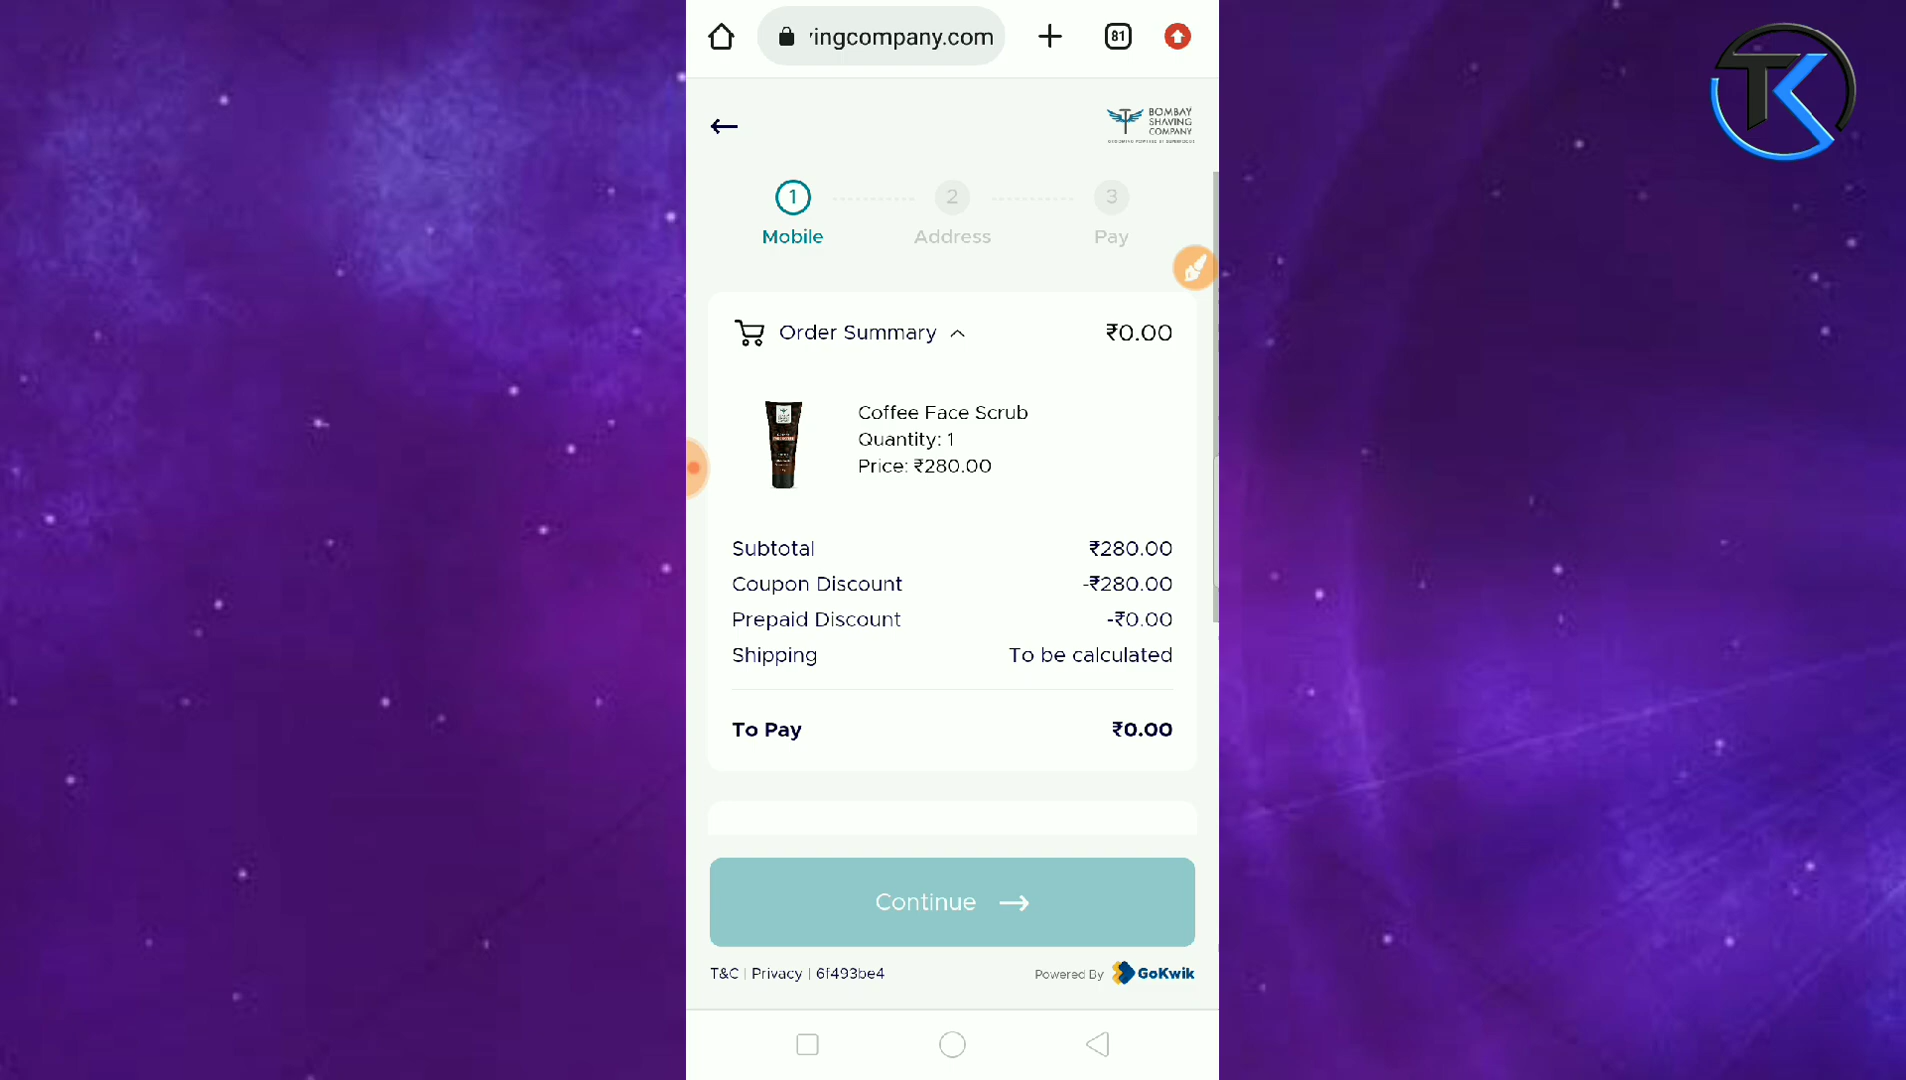 ingcompany.com
81
TK
BOMBAY
SHAVING
COMPANY
1
2
3
Mobile
Address
Pay
Order Summary
₹0.00
Coffee Face Scrub
Quantity: 1
Price: ₹280.00
Subtotal
₹280.00
Coupon Discount
-₹280.00
Prepaid Discount
-₹0.00
Shipping
To be calculated
To Pay
₹0.00
Continue →
T&C | Privacy | 6f493be4
Powered By GoKwik